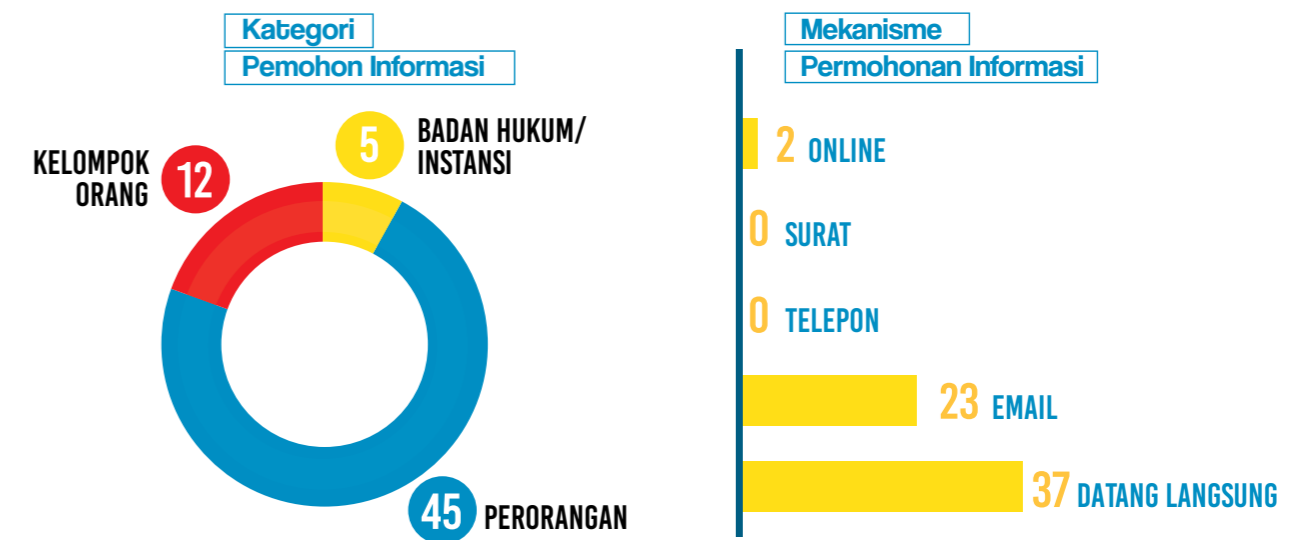 Kategori
Pemohon Informasi
5 BADAN HUKUM/
INSTANSI
KELOMPOK
ORANG 12
45 PERORANGAN
Mekanisme
Permohonan Informasi
2 ONLINE
0 SURAT
0 TELEPON
23 EMAIL
37 DATANG LANGSUNG